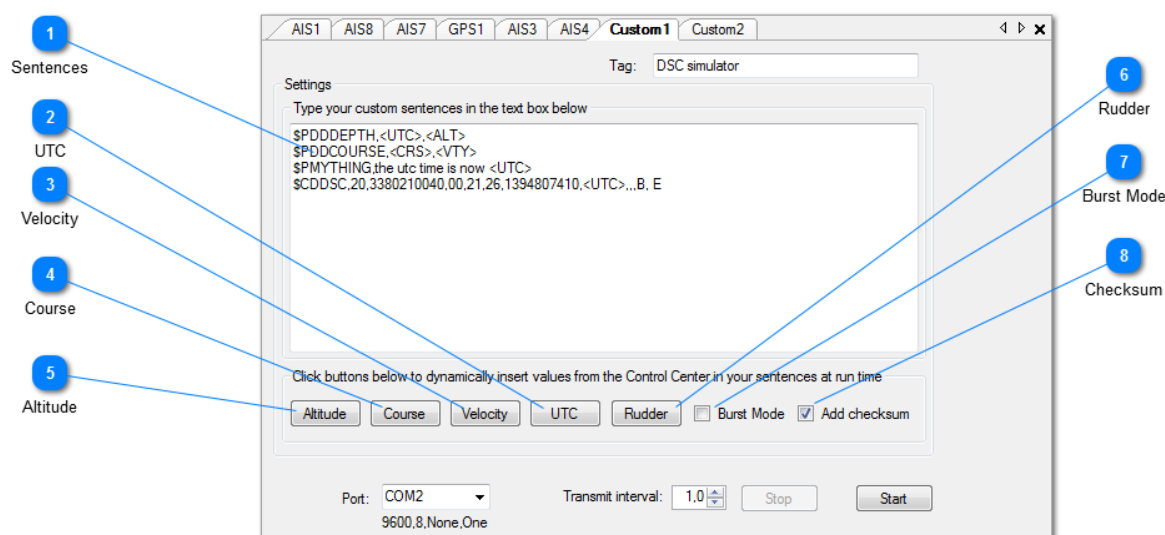 AIS1 AIS8 AIS7 GPS1 AIS3 AIS4 Custom1 Custom2
1
Sentences
Tag: DSC simulator
6
Rudder
Settings
Type your custom sentences in the text box below
2
UTC
$PDDDEPTH,<UTC>,<ALT>
$PDDCOURSE,<CRS>,<VTY>
$PMYTHING,the utc time is now <UTC>
$CDDSC,20,3380210040,00,21,26,1394807410,<UTC>,,,B, E
7
Burst Mode
3
Velocity
4
Course
8
Checksum
5
Altitude
Click buttons below to dynamically insert values from the Control Center in your sentences at run time
Altitude Course Velocity UTC Rudder Burst Mode Add checksum
Port: COM2 Transmit interval: 1,0 Stop Start
9600,8,None,One